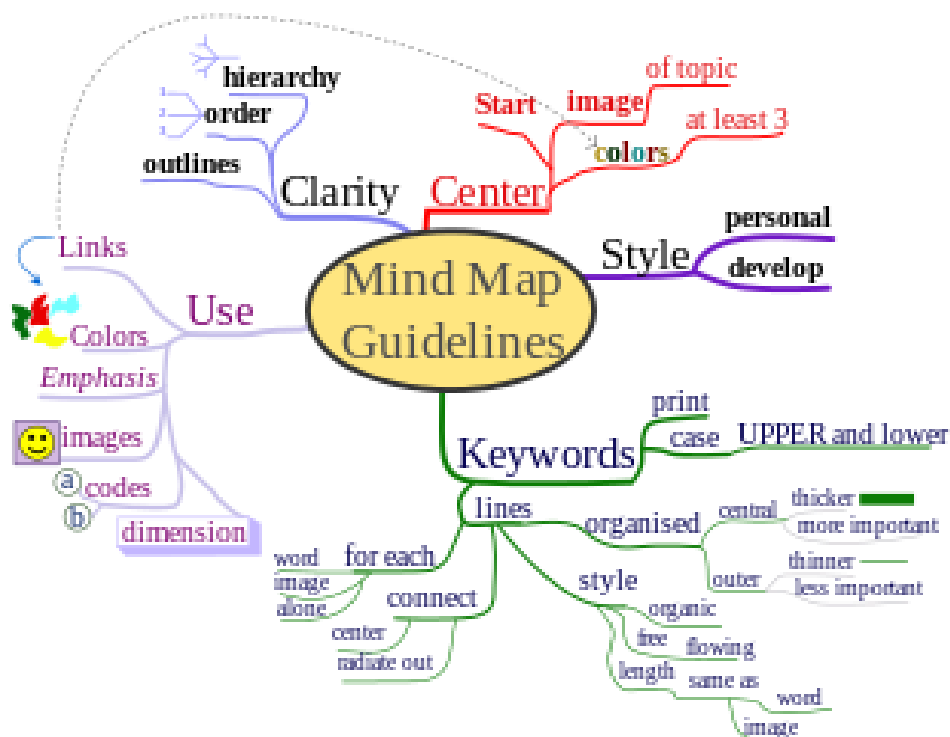 Mind Map
Guidelines
hierarchy
1
order
2
3
outlines
Clarity
Center
Start
image
of topic
colors
at least 3
Style
personal
develop
Use
Links
Colors
Emphasis
images
a
codes
b
dimension
Keywords
print
case
UPPER and lower
lines
organised
central
thicker
more important
outer
thinner
less important
style
organic
free
flowing
length
same as
word
image
for each
word
image
alone
connect
center
radiate out